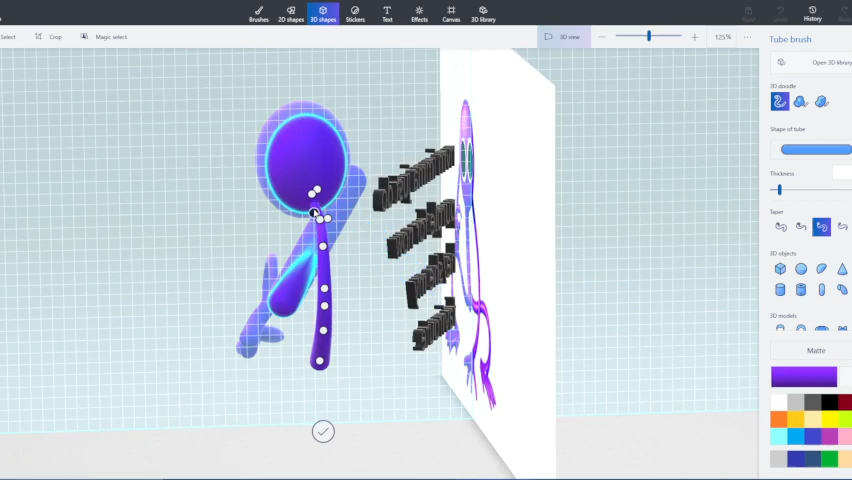 Brushes
2D shapes
3D shapes
Stickers
Text
Effects
Canvas
3D library
History
Select
Crop
Magic select
3D view
125%
Tube brush
Open 3D library
3D doodle
Shape of tube
Thickness
Taper
3D objects
3D models
Matte